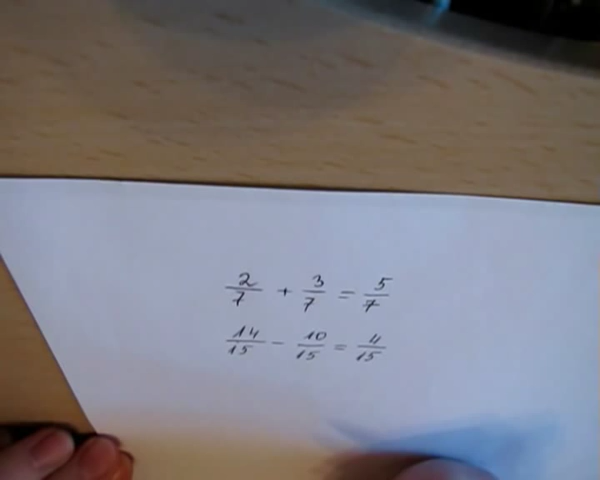 2/7 + 3/7 = 5/7
14/15 - 10/15 = 4/15